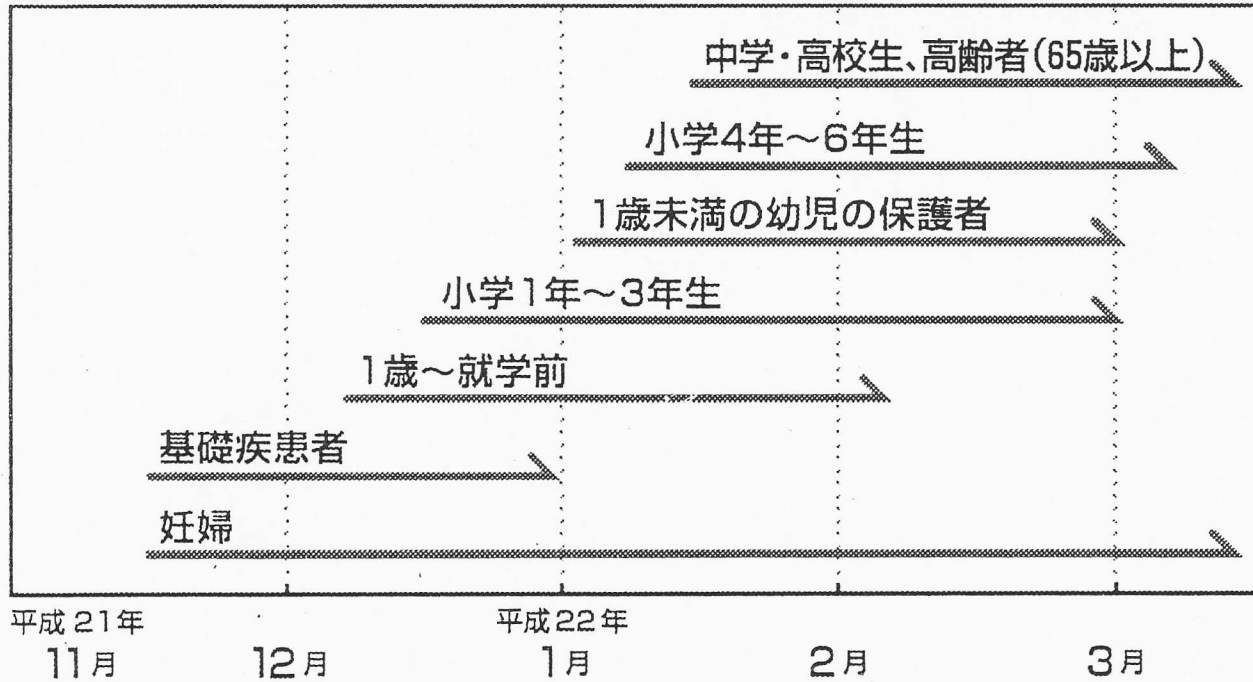 中学・高校生、高齢者(65歳以上)
小学4年～6年生
1歳未満の幼児の保護者
小学1年～3年生
1歳～就学前
基礎疾患者
妊婦
平成21年 平成22年
11月 12月 1月 2月 3月